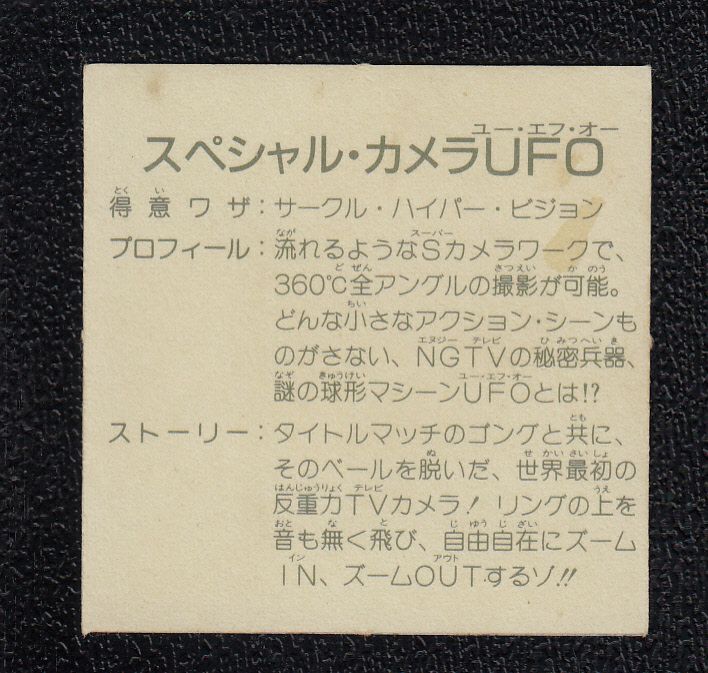 ユー・エフ・オー
スペシャル・カメラUFO
とく い
得意ワザ：サークル・ハイパー・ビジョン
なが スーパー
プロフィール：流れるようなSカメラワークで、
ど ぜん さつえい か のう
360℃全アングルの撮影が可能。
ちい
どんな小さなアクション・シーンも
エヌジー テレビ ひ みつへい き
のがさない、NGTVの秘密兵器、
なぞ きゅうけい ユー・エフ・オー
謎の球形マシーンUFOとは!?
とも
ストーリー：タイトルマッチのゴングと共に、
ぬ せ かい さい しょ
そのベールを脱いだ、世界最初の
はんじゅうりょく テレビ うえ
反重力TVカメラ！リングの上を
おと な と じ ゆう じ ざい
音も無く飛び、自由自在にズーム
イン アウト
IN、ズームOUTするゾ!!